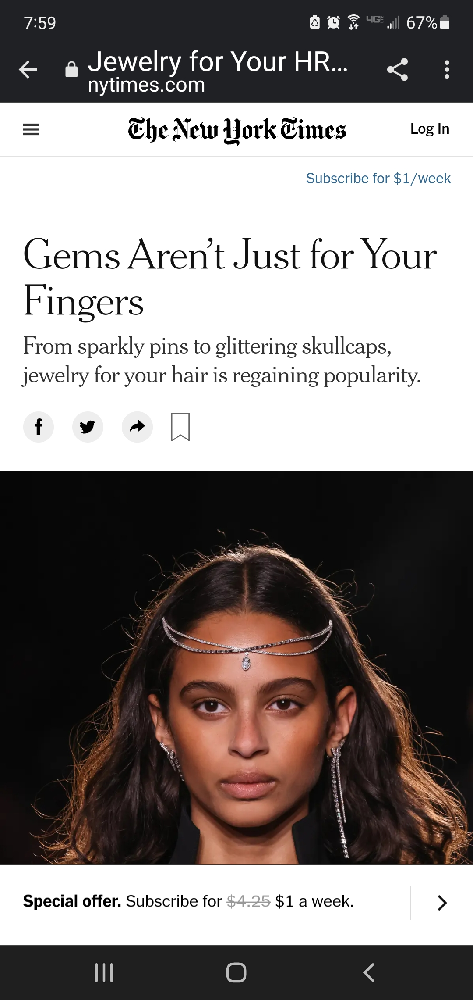 7:59
4G LTE
67%
Jewelry for Your HR...
nytimes.com
The New York Times
Log In
Subscribe for $1/week
Gems Aren’t Just for Your
Fingers
From sparkly pins to glittering skullcaps,
jewelry for your hair is regaining popularity.
Special offer. Subscribe for $4.25 $1 a week.